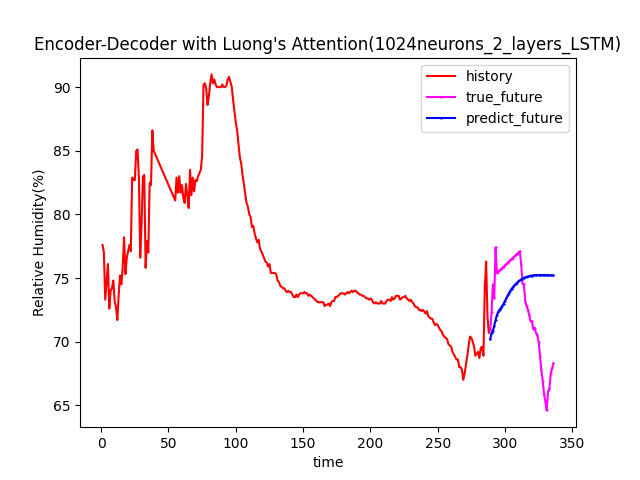 Encoder-Decoder with Luong's Attention(1024neurons_2_layers_LSTM)
history
true_future
predict_future
Relative Humidity(%)
90
85
80
75
70
65
0 50 100 150 200 250 300 350
time